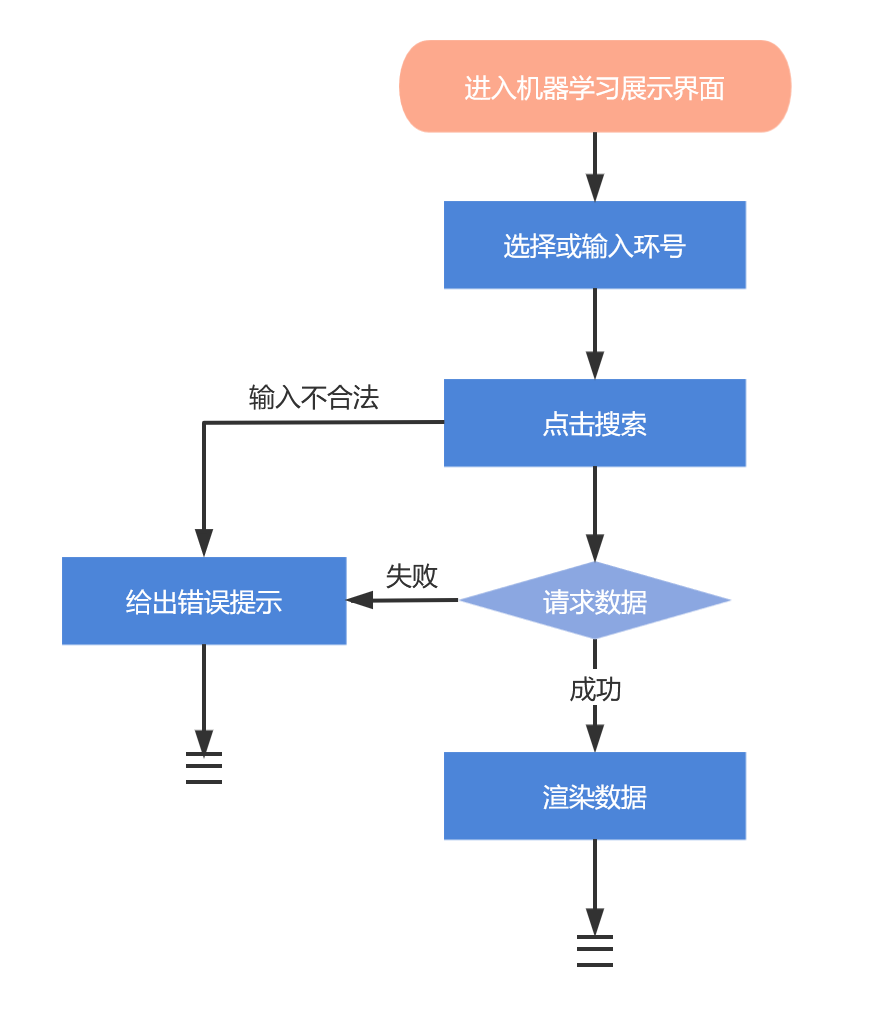 进入机器学习展示界面
选择或输入环号
输入不合法
点击搜索
失败
给出错误提示
请求数据
成功
渲染数据